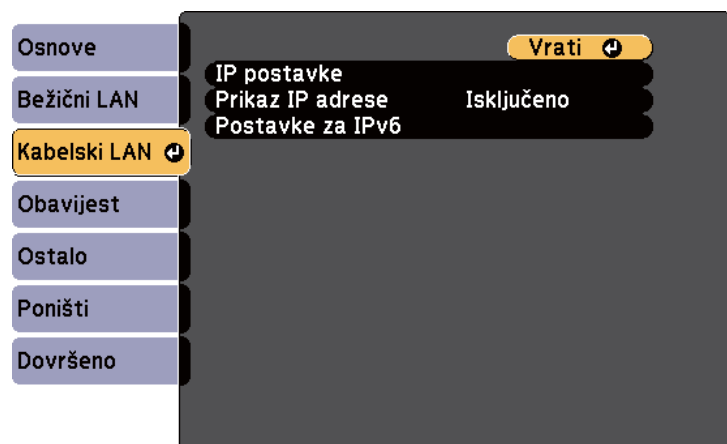 Osnove
Bežični LAN
Kabelski LAN
Obavijest
Ostalo
Poništi
Dovršeno
Vrati
IP postavke
Prikaz IP adrese Isključeno
Postavke za IPv6